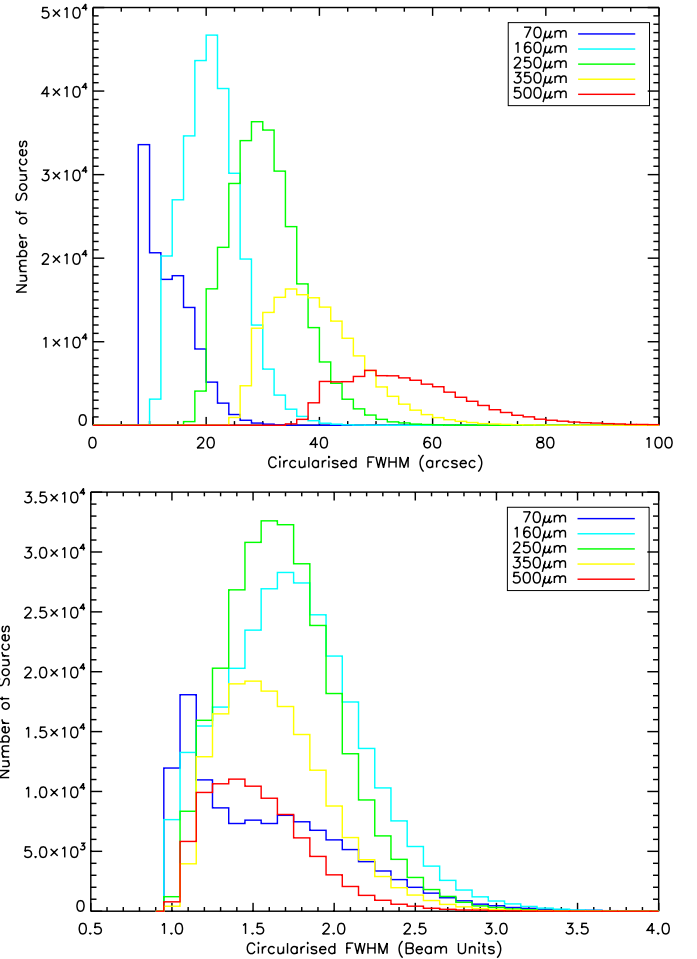 5×10⁴
4×10⁴
3×10⁴
2×10⁴
1×10⁴
0
Number of Sources
70μm
160μm
250μm
350μm
500μm
0 20 40 60 80 100
Circularised FWHM (arcsec)
3.5×10⁴
3.0×10⁴
2.5×10⁴
2.0×10⁴
1.5×10⁴
1.0×10⁴
5.0×10³
0
Number of Sources
70μm
160μm
250μm
350μm
500μm
0.5 1.0 1.5 2.0 2.5 3.0 3.5 4.0
Circularised FWHM (Beam Units)